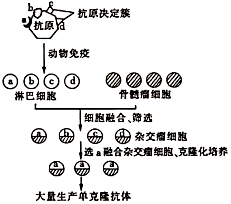 b c
抗原决定簇
a 抗原 d
动物免疫
a b c d
淋巴细胞 骨髓瘤细胞
细胞融合、筛选
a b c d 杂交瘤细胞
选a融合杂交瘤细胞、克隆化培养
a a a
大量生产单克隆抗体